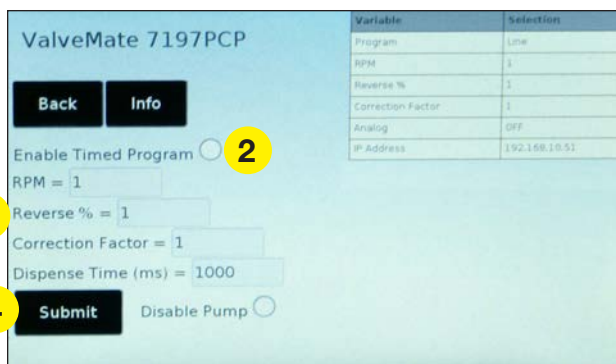 ValveMate 7197PCP
Back Info
Enable Timed Program 2
RPM = 1
Reverse % = 1
Correction Factor = 1
Dispense Time (ms) = 1000
Submit Disable Pump
Variable Selection
Program Line
RPM 1
Reverse % 1
Correction Factor 1
Analog OFF
IP Address 192.168.10.51